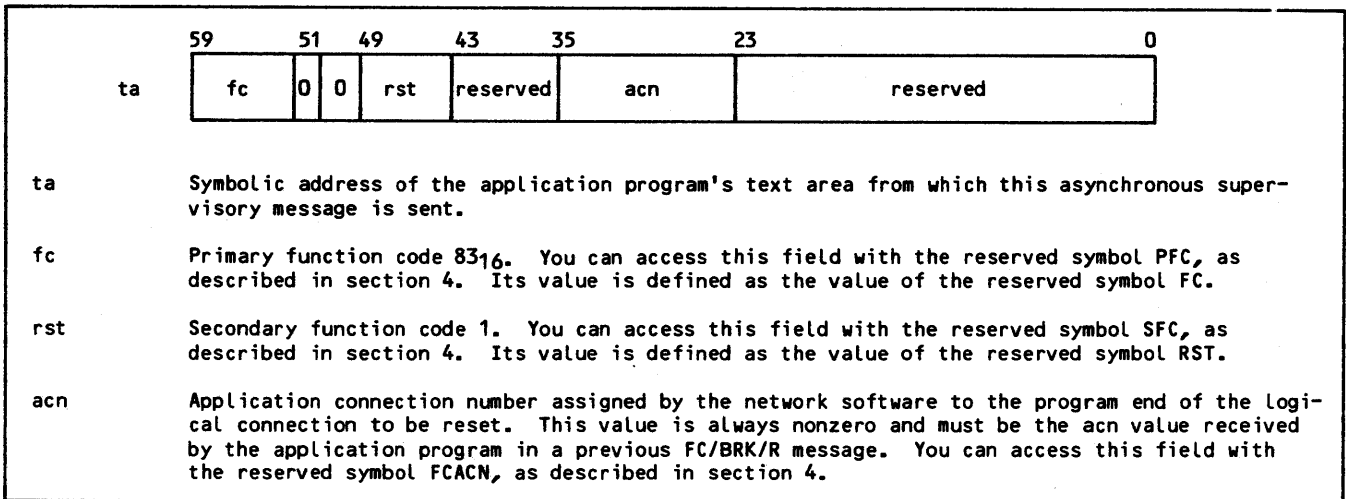 59 51 49 43 35 23 0
ta fc 0 0 rst reserved acn reserved
ta Symbolic address of the application program's text area from which this asynchronous super-
visory message is sent.
fc Primary function code 83₁₆. You can access this field with the reserved symbol PFC, as
described in section 4. Its value is defined as the value of the reserved symbol FC.
rst Secondary function code 1. You can access this field with the reserved symbol SFC, as
described in section 4. Its value is defined as the value of the reserved symbol RST.
acn Application connection number assigned by the network software to the program end of the logi-
cal connection to be reset. This value is always nonzero and must be the acn value received
by the application program in a previous FC/BRK/R message. You can access this field with
the reserved symbol FCACN, as described in section 4.